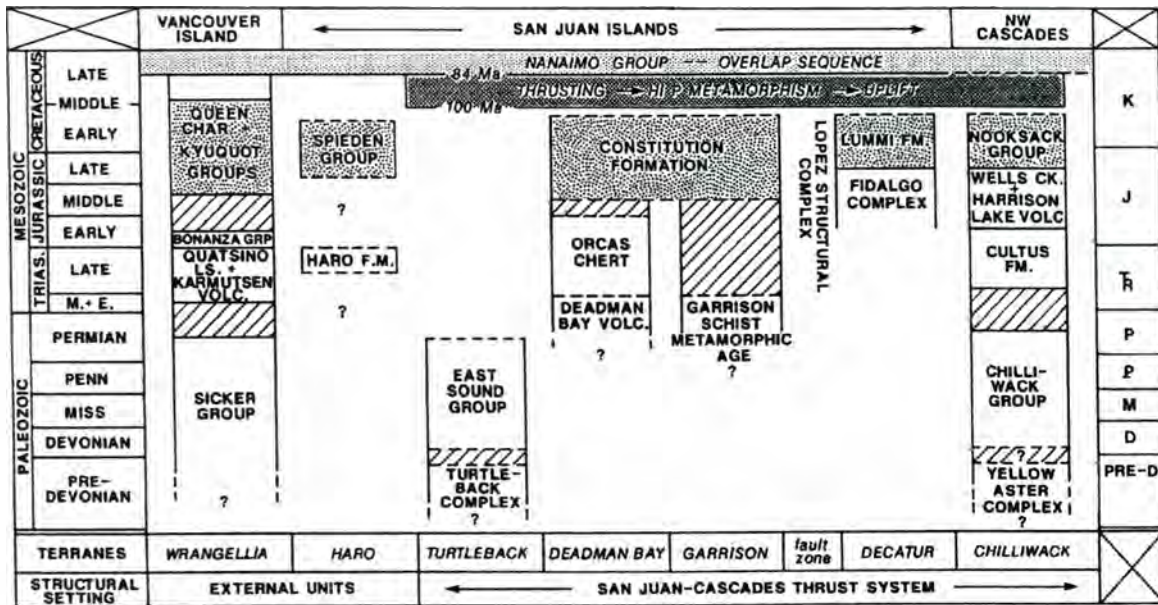 VANCOUVER
ISLAND
SAN JUAN ISLANDS
NW
CASCADES
MESOZOIC
CRETACEOUS
LATE
MIDDLE
EARLY
JURASSIC
LATE
MIDDLE
EARLY
TRIAS.
LATE
M.+ E.
PALEOZOIC
PERMIAN
PENN
MISS
DEVONIAN
PRE-
DEVONIAN
NANAIMO GROUP -- OVERLAP SEQUENCE
84 Ma
THRUSTING HI P METAMORPHISM UPLIFT
100 Ma
QUEEN
CHAR +
KYUQUOT
GROUPS
BONANZA GRP
QUATSINO
LS. +
KARMUTSEN
VOLC.
SICKER
GROUP
?
SPIEDEN
GROUP
?
HARO F.M.
?
EAST
SOUND
GROUP
TURTLE-
BACK
COMPLEX
?
CONSTITUTION
FORMATION
ORCAS
CHERT
DEADMAN
BAY VOLC.
?
GARRISON
SCHIST
METAMORPHIC
AGE
?
LOPEZ STRUCTURAL
COMPLEX
LUMMI FM.
FIDALGO
COMPLEX
NOOKSACK
GROUP
WELLS CK.
+
HARRISON
LAKE VOLC
CULTUS
FM.
CHILLI-
WACK
GROUP
?
YELLOW
ASTER
COMPLEX
?
K
J
TR
P
P
M
D
PRE-D
TERRANES
WRANGELLIA
HARO
TURTLEBACK
DEADMAN BAY
GARRISON
fault
zone
DECATUR
CHILLIWACK
STRUCTURAL
SETTING
EXTERNAL UNITS
SAN JUAN-CASCADES THRUST SYSTEM